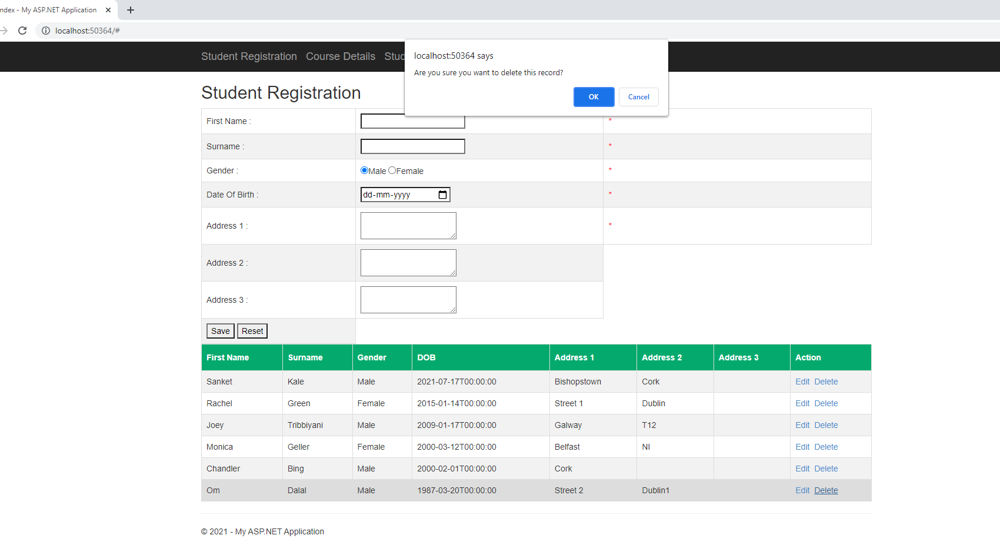 ndex - My ASP.NET Application
localhost:50364/#
Student Registration Course Details Stud
localhost:50364 says
Are you sure you want to delete this record?
OK Cancel
Student Registration
First Name : *
Surname : *
Gender : Male Female *
Date Of Birth : dd-mm-yyyy *
Address 1 : *
Address 2 :
Address 3 :
Save Reset
First Name Surname Gender DOB Address 1 Address 2 Address 3 Action
Sanket Kale Male 2021-07-17T00:00:00 Bishopstown Cork Edit Delete
Rachel Green Female 2015-01-14T00:00:00 Street 1 Dublin Edit Delete
Joey Tribbiyani Male 2009-01-17T00:00:00 Galway T12 Edit Delete
Monica Geller Female 2000-03-12T00:00:00 Belfast NI Edit Delete
Chandler Bing Male 2000-02-01T00:00:00 Cork Edit Delete
Om Dalal Male 1987-03-20T00:00:00 Street 2 Dublin1 Edit Delete
© 2021 - My ASP.NET Application